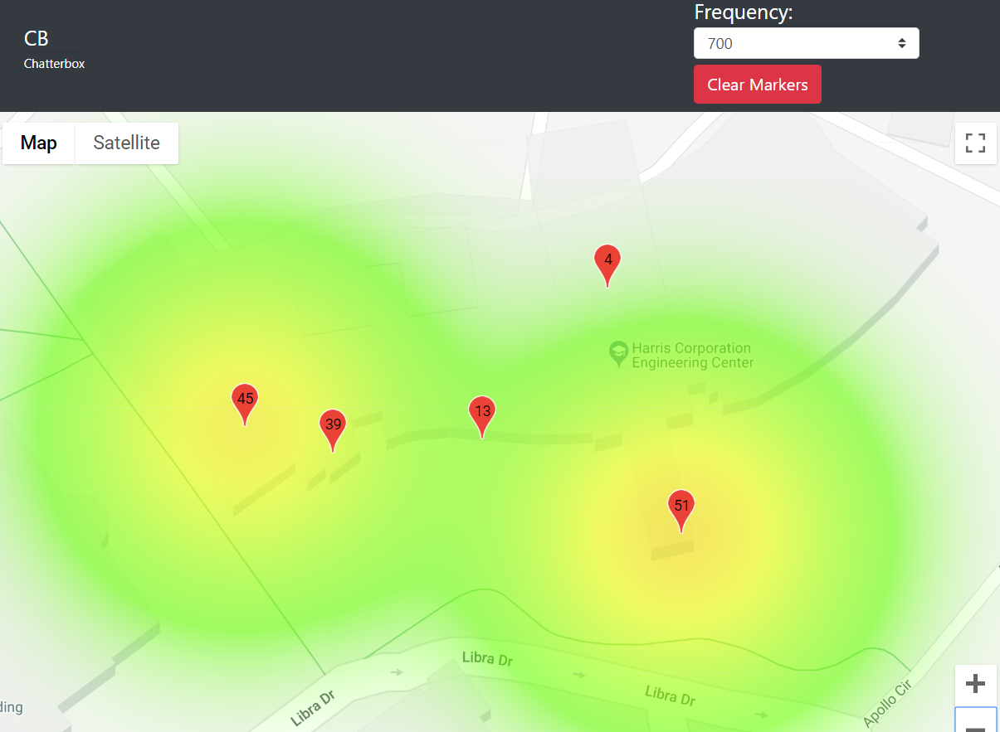 Frequency:
CB
700
Chatterbox
Clear Markers
Map
Satellite
4
Harris Corporation
Engineering Center
45
39
13
51
Libra Dr
Libra Dr
Libra Dr
Apollo Cir
ding